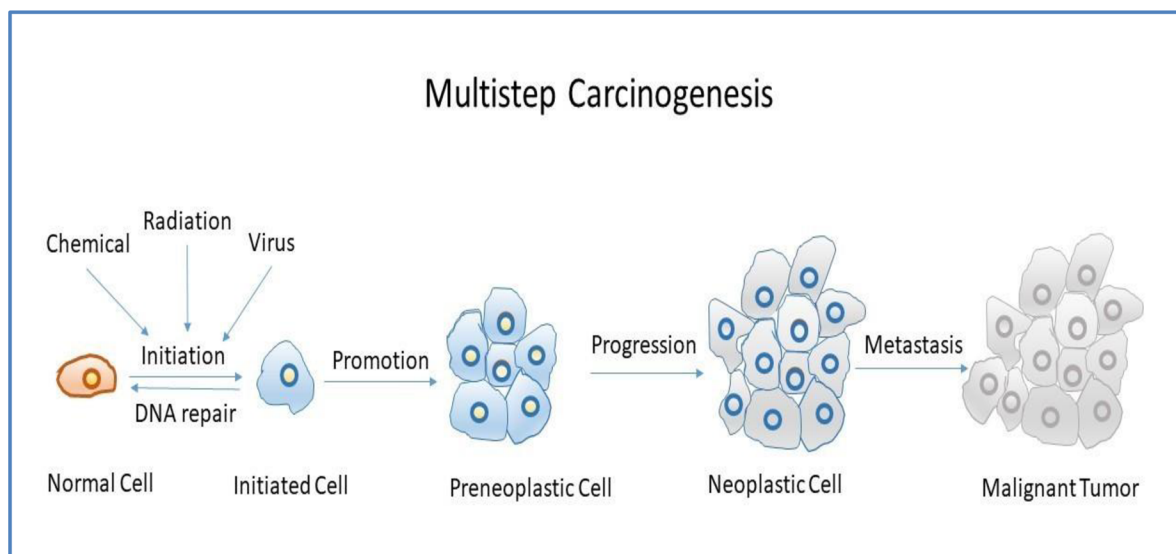 Multistep Carcinogenesis
Radiation
Chemical
Virus
Initiation
DNA repair
Promotion
Progression
Metastasis
Normal Cell
Initiated Cell
Preneoplastic Cell
Neoplastic Cell
Malignant Tumor